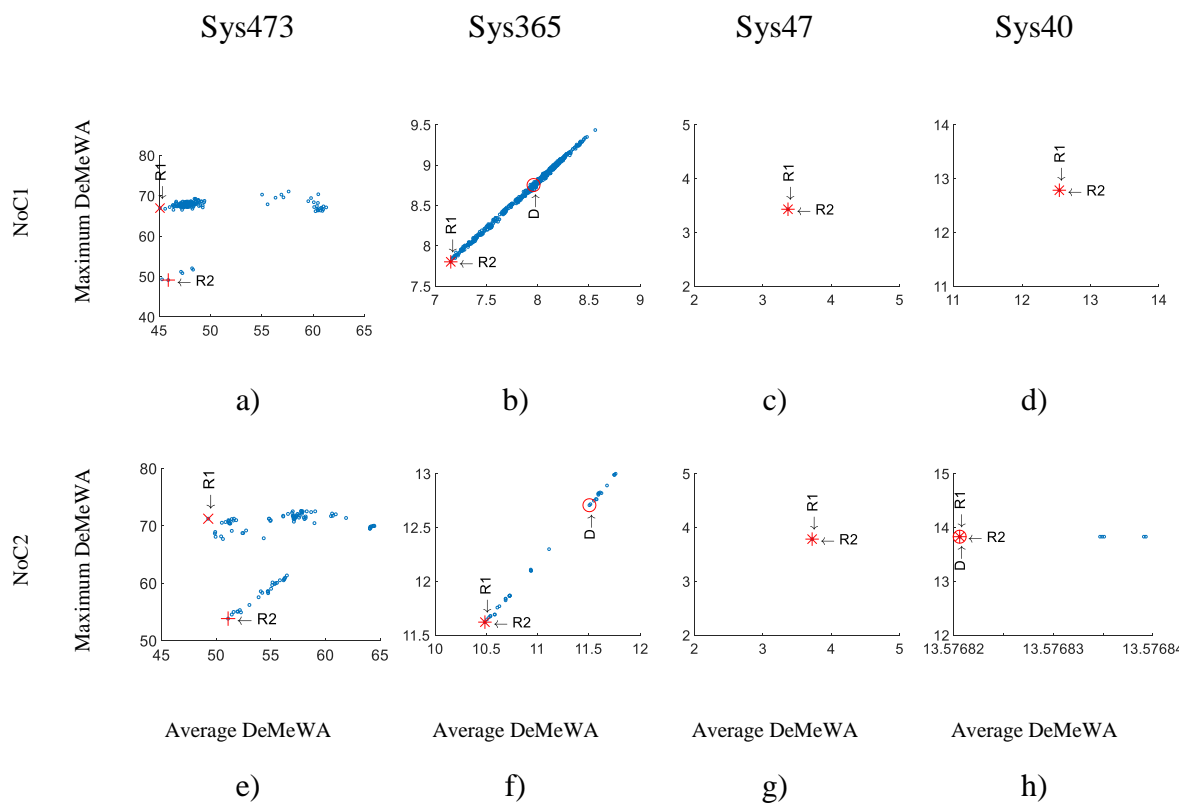 Sys473 Sys365 Sys47 Sys40
NoC1
Maximum DeMeWA
80
70
60
50
40
45 50 55 60 65
R1
R2
a)
9.5
9
8.5
8
7.5
7 7.5 8 8.5 9
R1
R2
D
b)
5
4
3
2
2 3 4 5
R1
R2
c)
14
13
12
11
11 12 13 14
R1
R2
d)
NoC2
Maximum DeMeWA
80
70
60
50
50 55 60 65
R1
R2
Average DeMeWA
e)
13
12.5
12
11.5
10 10.5 11 11.5 12
R1
R2
D
Average DeMeWA
f)
5
4
3
2
2 3 4 5
R1
R2
Average DeMeWA
g)
15
14
13
12
13.57682 13.57683 13.57684
R1
R2
D
Average DeMeWA
h)